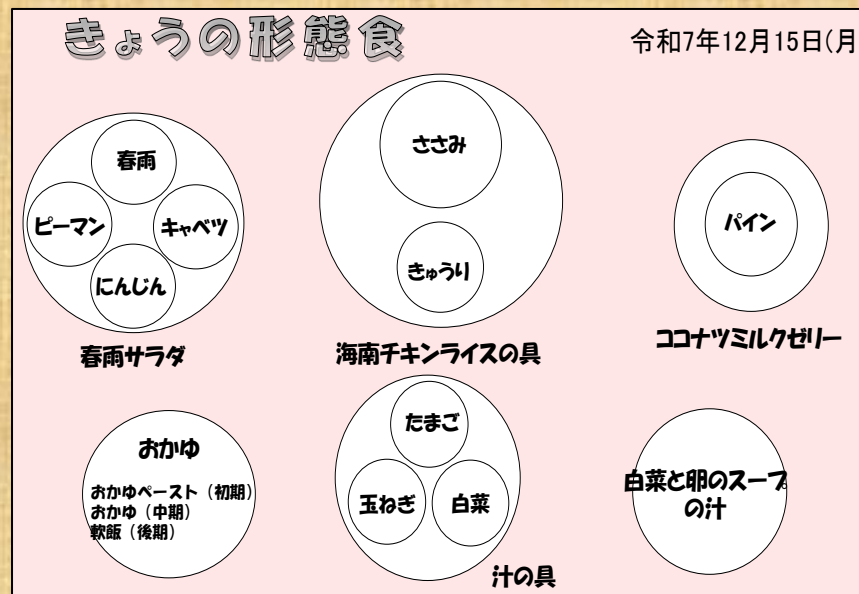 きょうの形態食
令和7年12月15日(月
春雨
ピーマン
キャベツ
にんじん
春雨サラダ
ささみ
きゅうり
海南チキンライスの具
パイン
ココナツミルクゼリー
おかゆ
おかゆペースト（初期）
おかゆ（中期）
軟飯（後期）
たまご
玉ねぎ
白菜
汁の具
白菜と卵のスープ
の汁